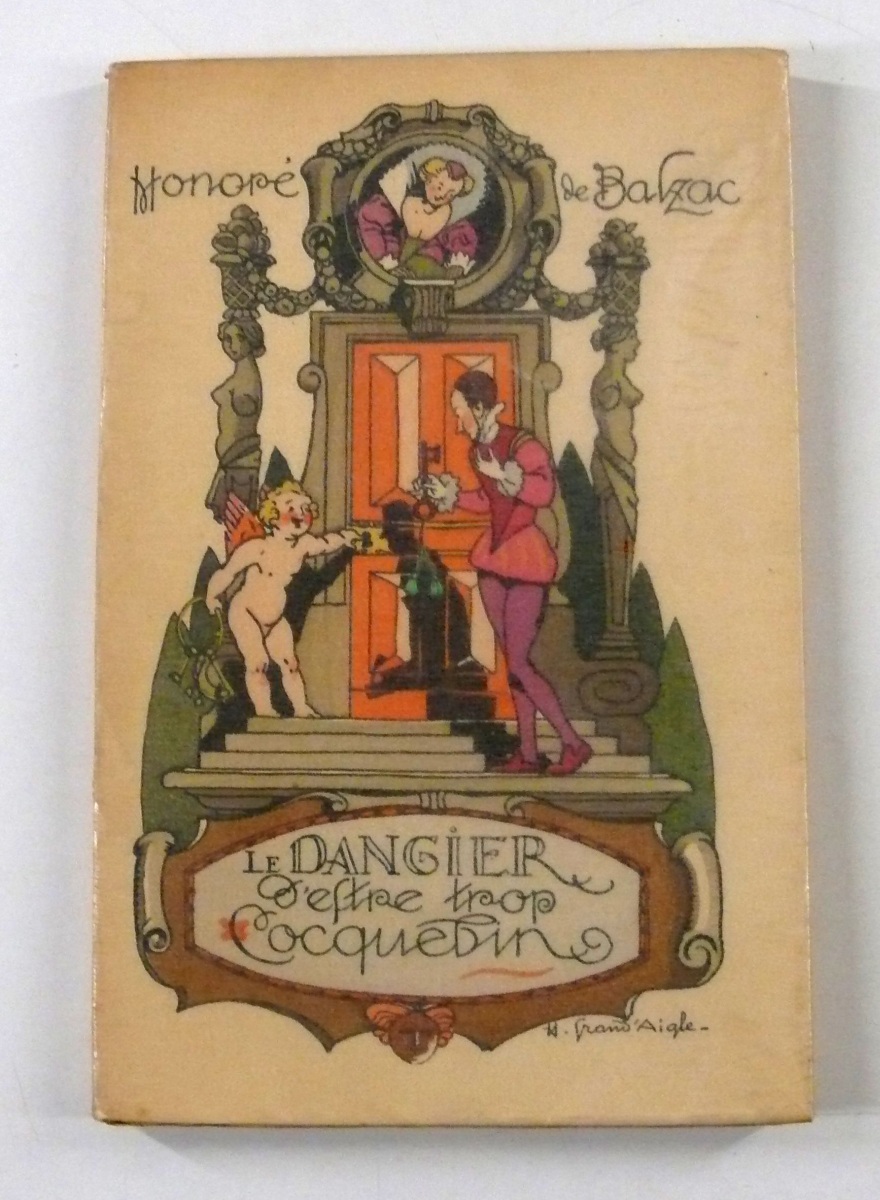 Honoré de Balzac
LE DANGIER
d'eſtre trop
Cocquebin
H. Grand'Aigle